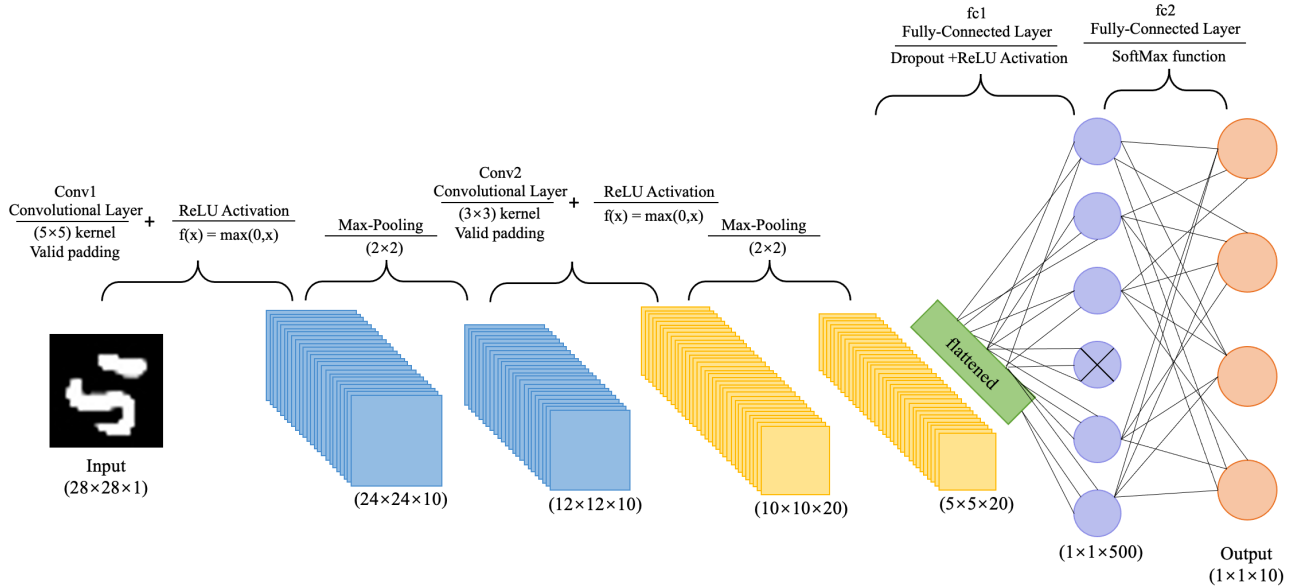 fc1
Fully-Connected Layer
Dropout +ReLU Activation
fc2
Fully-Connected Layer
SoftMax function
Conv1
Convolutional Layer
(5×5) kernel
Valid padding
+
ReLU Activation
f(x) = max(0,x)
Max-Pooling
(2×2)
Conv2
Convolutional Layer
(3×3) kernel
Valid padding
+
ReLU Activation
f(x) = max(0,x)
Max-Pooling
(2×2)
flattened
Input
(28×28×1)
(24×24×10)
(12×12×10)
(10×10×20)
(5×5×20)
(1×1×500)
Output
(1×1×10)